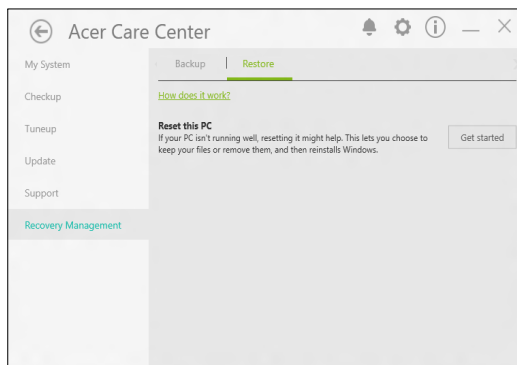 Acer Care Center
My System
Checkup
Tuneup
Update
Support
Recovery Management
Backup
Restore
How does it work?
Reset this PC
If your PC isn't running well, resetting it might help. This lets you choose to
keep your files or remove them, and then reinstalls Windows.
Get started